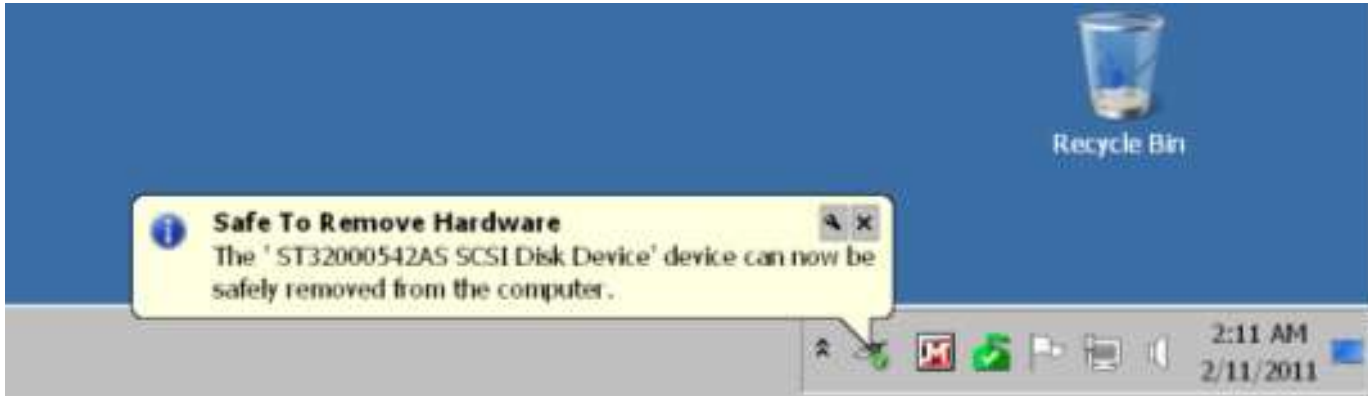 Recycle Bin
Safe To Remove Hardware
The ' ST32000542AS SCSI Disk Device' device can now be
safely removed from the computer.
2:11 AM
2/11/2011